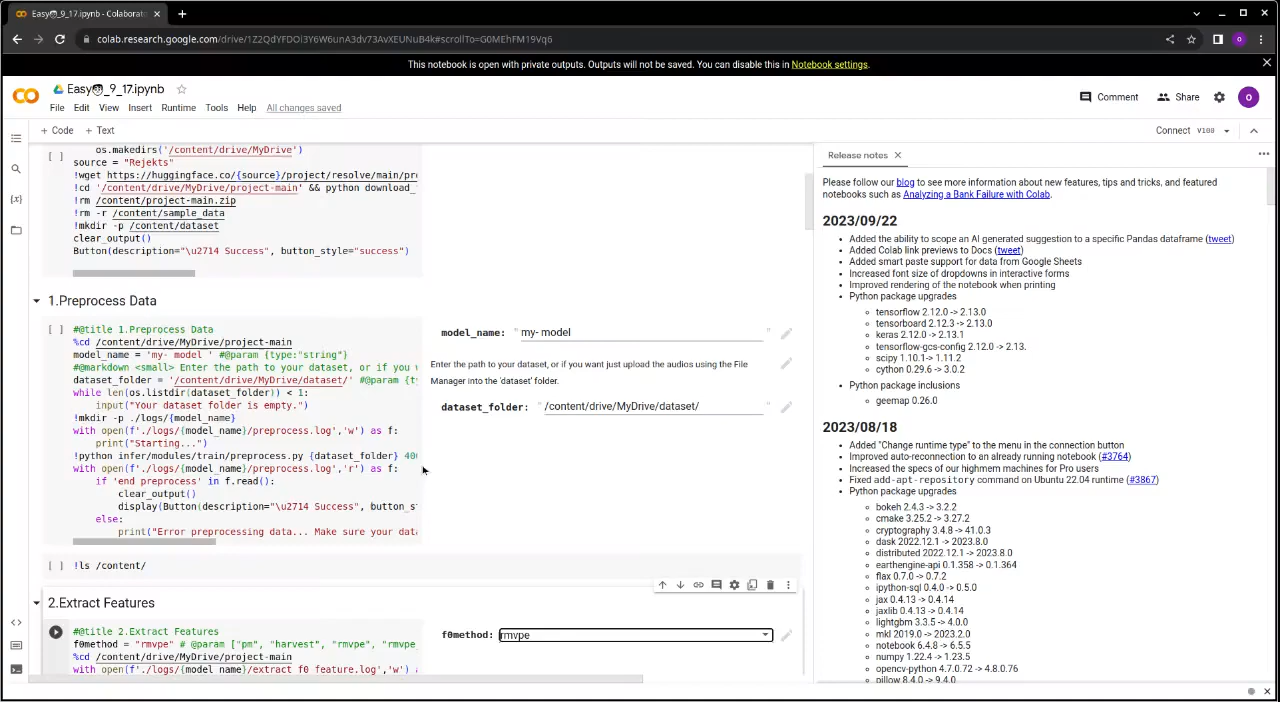 Easy_9_17.ipynb - Colaborato
colab.research.google.com/drive/1Z2QdYFDOl3Y6W6unA3dv73AvXEUNuB4k#scrollTo=G0MEhFM19Vq6
O
This notebook is open with private outputs. Outputs will not be saved. You can disable this in Notebook settings.
Easy_9_17.ipynb
Comment
Share
O
File Edit View Insert Runtime Tools Help All changes saved
+ Code + Text
Connect V100
[ ]
os.makedirs('/content/drive/MyDrive')
source = "Rejekts"
!wget https://huggingface.co/{source}/project/resolve/main/pro
!cd '/content/drive/MyDrive/project-main' && python download_
!rm /content/project-main.zip
!rm -r /content/sample_data
!mkdir -p /content/dataset
clear_output()
Button(description="\u2714 Success", button_style="success")
1.Preprocess Data
[ ] #@title 1.Preprocess Data
%cd /content/drive/MyDrive/project-main
model_name = 'my- model ' #@param {type:"string"}
#@markdown <small> Enter the path to your dataset, or if you w
dataset_folder = '/content/drive/MyDrive/dataset/' #@param {ty
while len(os.listdir(dataset_folder)) < 1:
input("Your dataset folder is empty.")
!mkdir -p ./logs/{model_name}
with open(f'./logs/{model_name}/preprocess.log','w') as f:
print("Starting...")
!python infer/modules/train/preprocess.py {dataset_folder} 400
with open(f'./logs/{model_name}/preprocess.log','r') as f:
if 'end preprocess' in f.read():
clear_output()
display(Button(description="\u2714 Success", button_st
else:
print("Error preprocessing data... Make sure your data
model_name: " my- model "
Enter the path to your dataset, or if you want just upload the audios using the File
Manager into the 'dataset' folder.
dataset_folder: " /content/drive/MyDrive/dataset/ "
[ ] !ls /content/
2.Extract Features
#@title 2.Extract Features
f0method = "rmvpe" # @param ["pm", "harvest", "rmvpe", "rmvpe_
%cd /content/drive/MyDrive/project-main
with open(f'./logs/{model_name}/extract_f0_feature.log','w') a
f0method: rmvpe
Release notes
Please follow our blog to see more information about new features, tips and tricks, and featured
notebooks such as Analyzing a Bank Failure with Colab.
2023/09/22
• Added the ability to scope an AI generated suggestion to a specific Pandas dataframe (tweet)
• Added Colab link previews to Docs (tweet)
• Added smart paste support for data from Google Sheets
• Increased font size of dropdowns in interactive forms
• Improved rendering of the notebook when printing
• Python package upgrades
tensorflow 2.12.0 -> 2.13.0
tensorboard 2.12.3 -> 2.13.0
keras 2.12.0 -> 2.13.1
tensorflow-gcs-config 2.12.0 -> 2.13.
scipy 1.10.1-> 1.11.2
cython 0.29.6 -> 3.0.2
• Python package inclusions
geemap 0.26.0
2023/08/18
• Added "Change runtime type" to the menu in the connection button
• Improved auto-reconnection to an already running notebook (#3764)
• Increased the specs of our highmem machines for Pro users
• Fixed add-apt-repository command on Ubuntu 22.04 runtime (#3867)
• Python package upgrades
bokeh 2.4.3 -> 3.2.2
cmake 3.25.2 -> 3.27.2
cryptography 3.4.8 -> 41.0.3
dask 2022.12.1 -> 2023.8.0
distributed 2022.12.1 -> 2023.8.0
earthengine-api 0.1.358 -> 0.1.364
flax 0.7.0 -> 0.7.2
ipython-sql 0.4.0 -> 0.5.0
jax 0.4.13 -> 0.4.14
jaxlib 0.4.13 -> 0.4.14
lightgbm 3.3.5 -> 4.0.0
mkl 2019.0 -> 2023.2.0
notebook 6.4.8 -> 6.5.5
numpy 1.22.4 -> 1.23.5
opencv-python 4.7.0.72 -> 4.8.0.76
pillow 8.4.0 -> 9.4.0